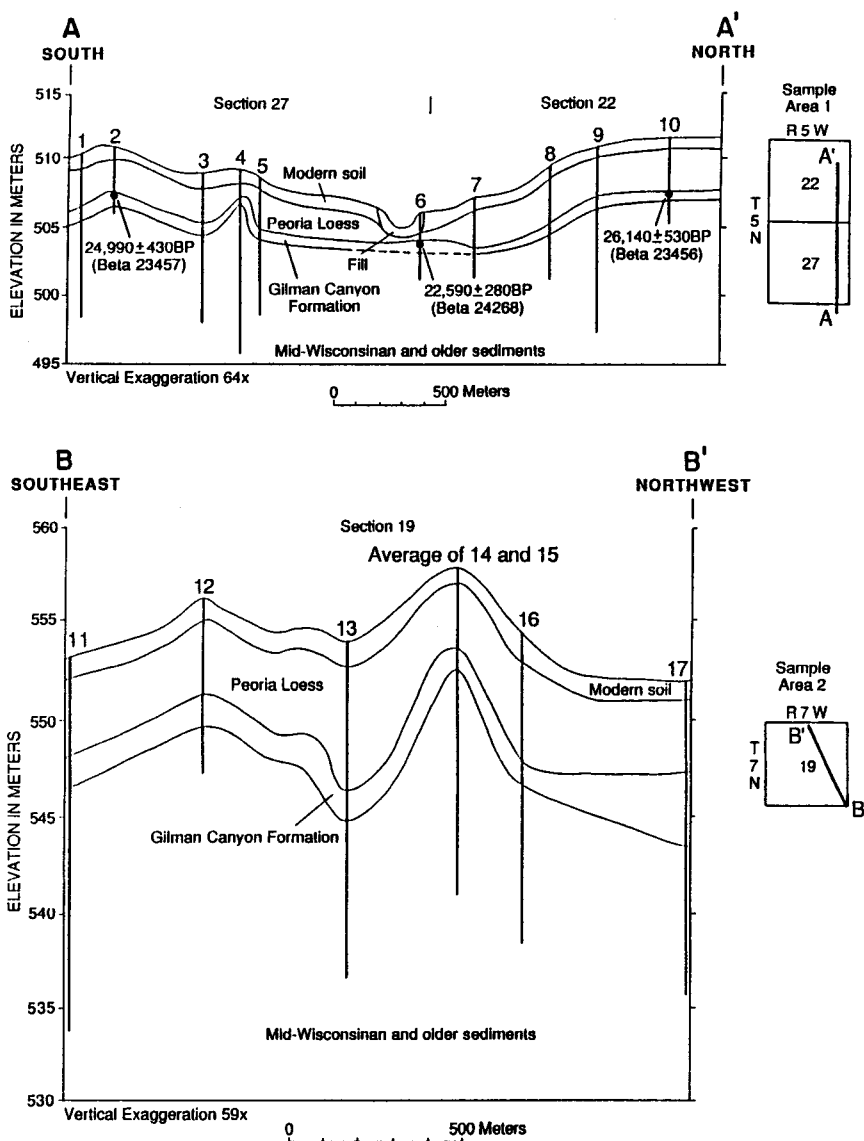 A
SOUTH
A'
NORTH
Section 27
Section 22
515
510
505
500
495
ELEVATION IN METERS
1
2
3
4
5
6
7
8
9
10
Modern soil
Peoria Loess
Fill
Gilman Canyon
Formation
24,990±430BP
(Beta 23457)
22,590±280BP
(Beta 24268)
26,140±530BP
(Beta 23456)
Mid-Wisconsinan and older sediments
Vertical Exaggeration 64x
0
500 Meters
Sample
Area 1
R 5 W
A'
22
T
5
N
27
A
B
SOUTHEAST
B'
NORTHWEST
Section 19
Average of 14 and 15
560
555
550
545
540
535
530
ELEVATION IN METERS
11
12
13
16
17
Peoria Loess
Modern soil
Gilman Canyon Formation
Mid-Wisconsinan and older sediments
Vertical Exaggeration 59x
0
500 Meters
Sample
Area 2
R 7 W
B'
T
7
N
19
B